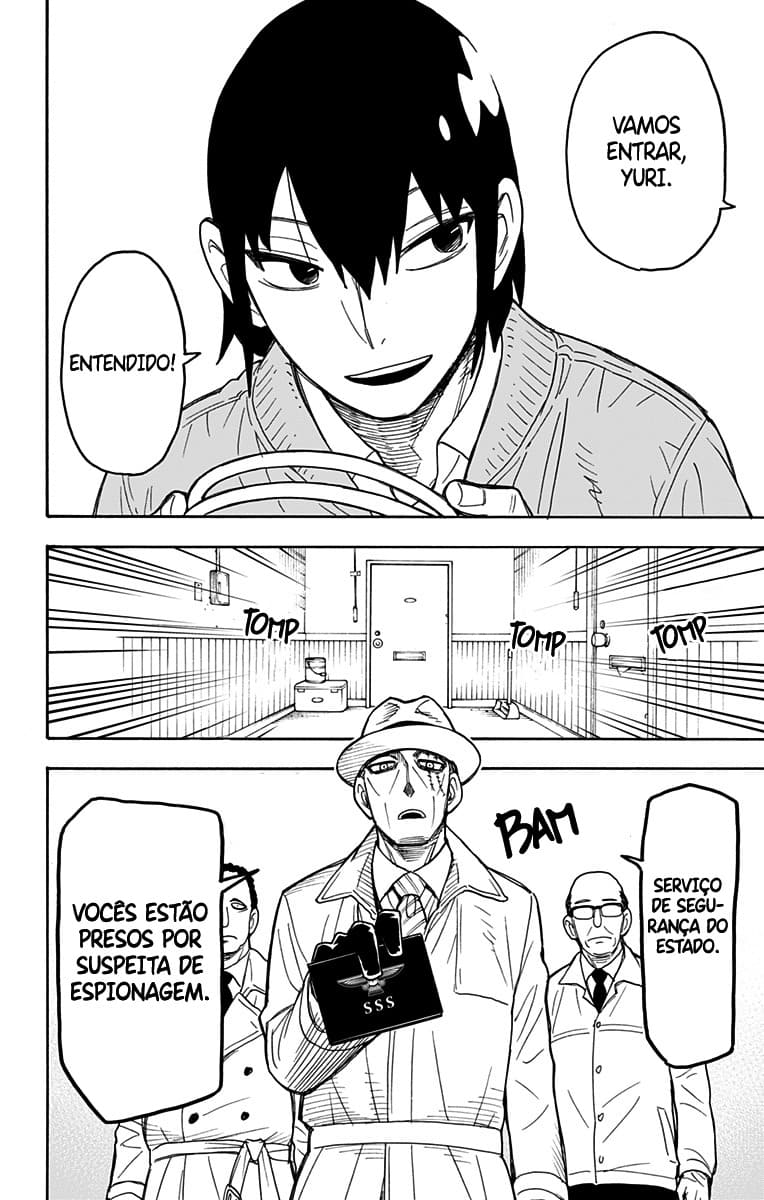 VAMOS
ENTRAR,
YURI.
ENTENDIDO!
TOMP
TOMP
TOMP
BAM
SERVIÇO
DE SEGU-
RANÇA DO
ESTADO.
VOCÊS ESTÃO
PRESOS POR
SUSPEITA DE
ESPIONAGEM.
SSS